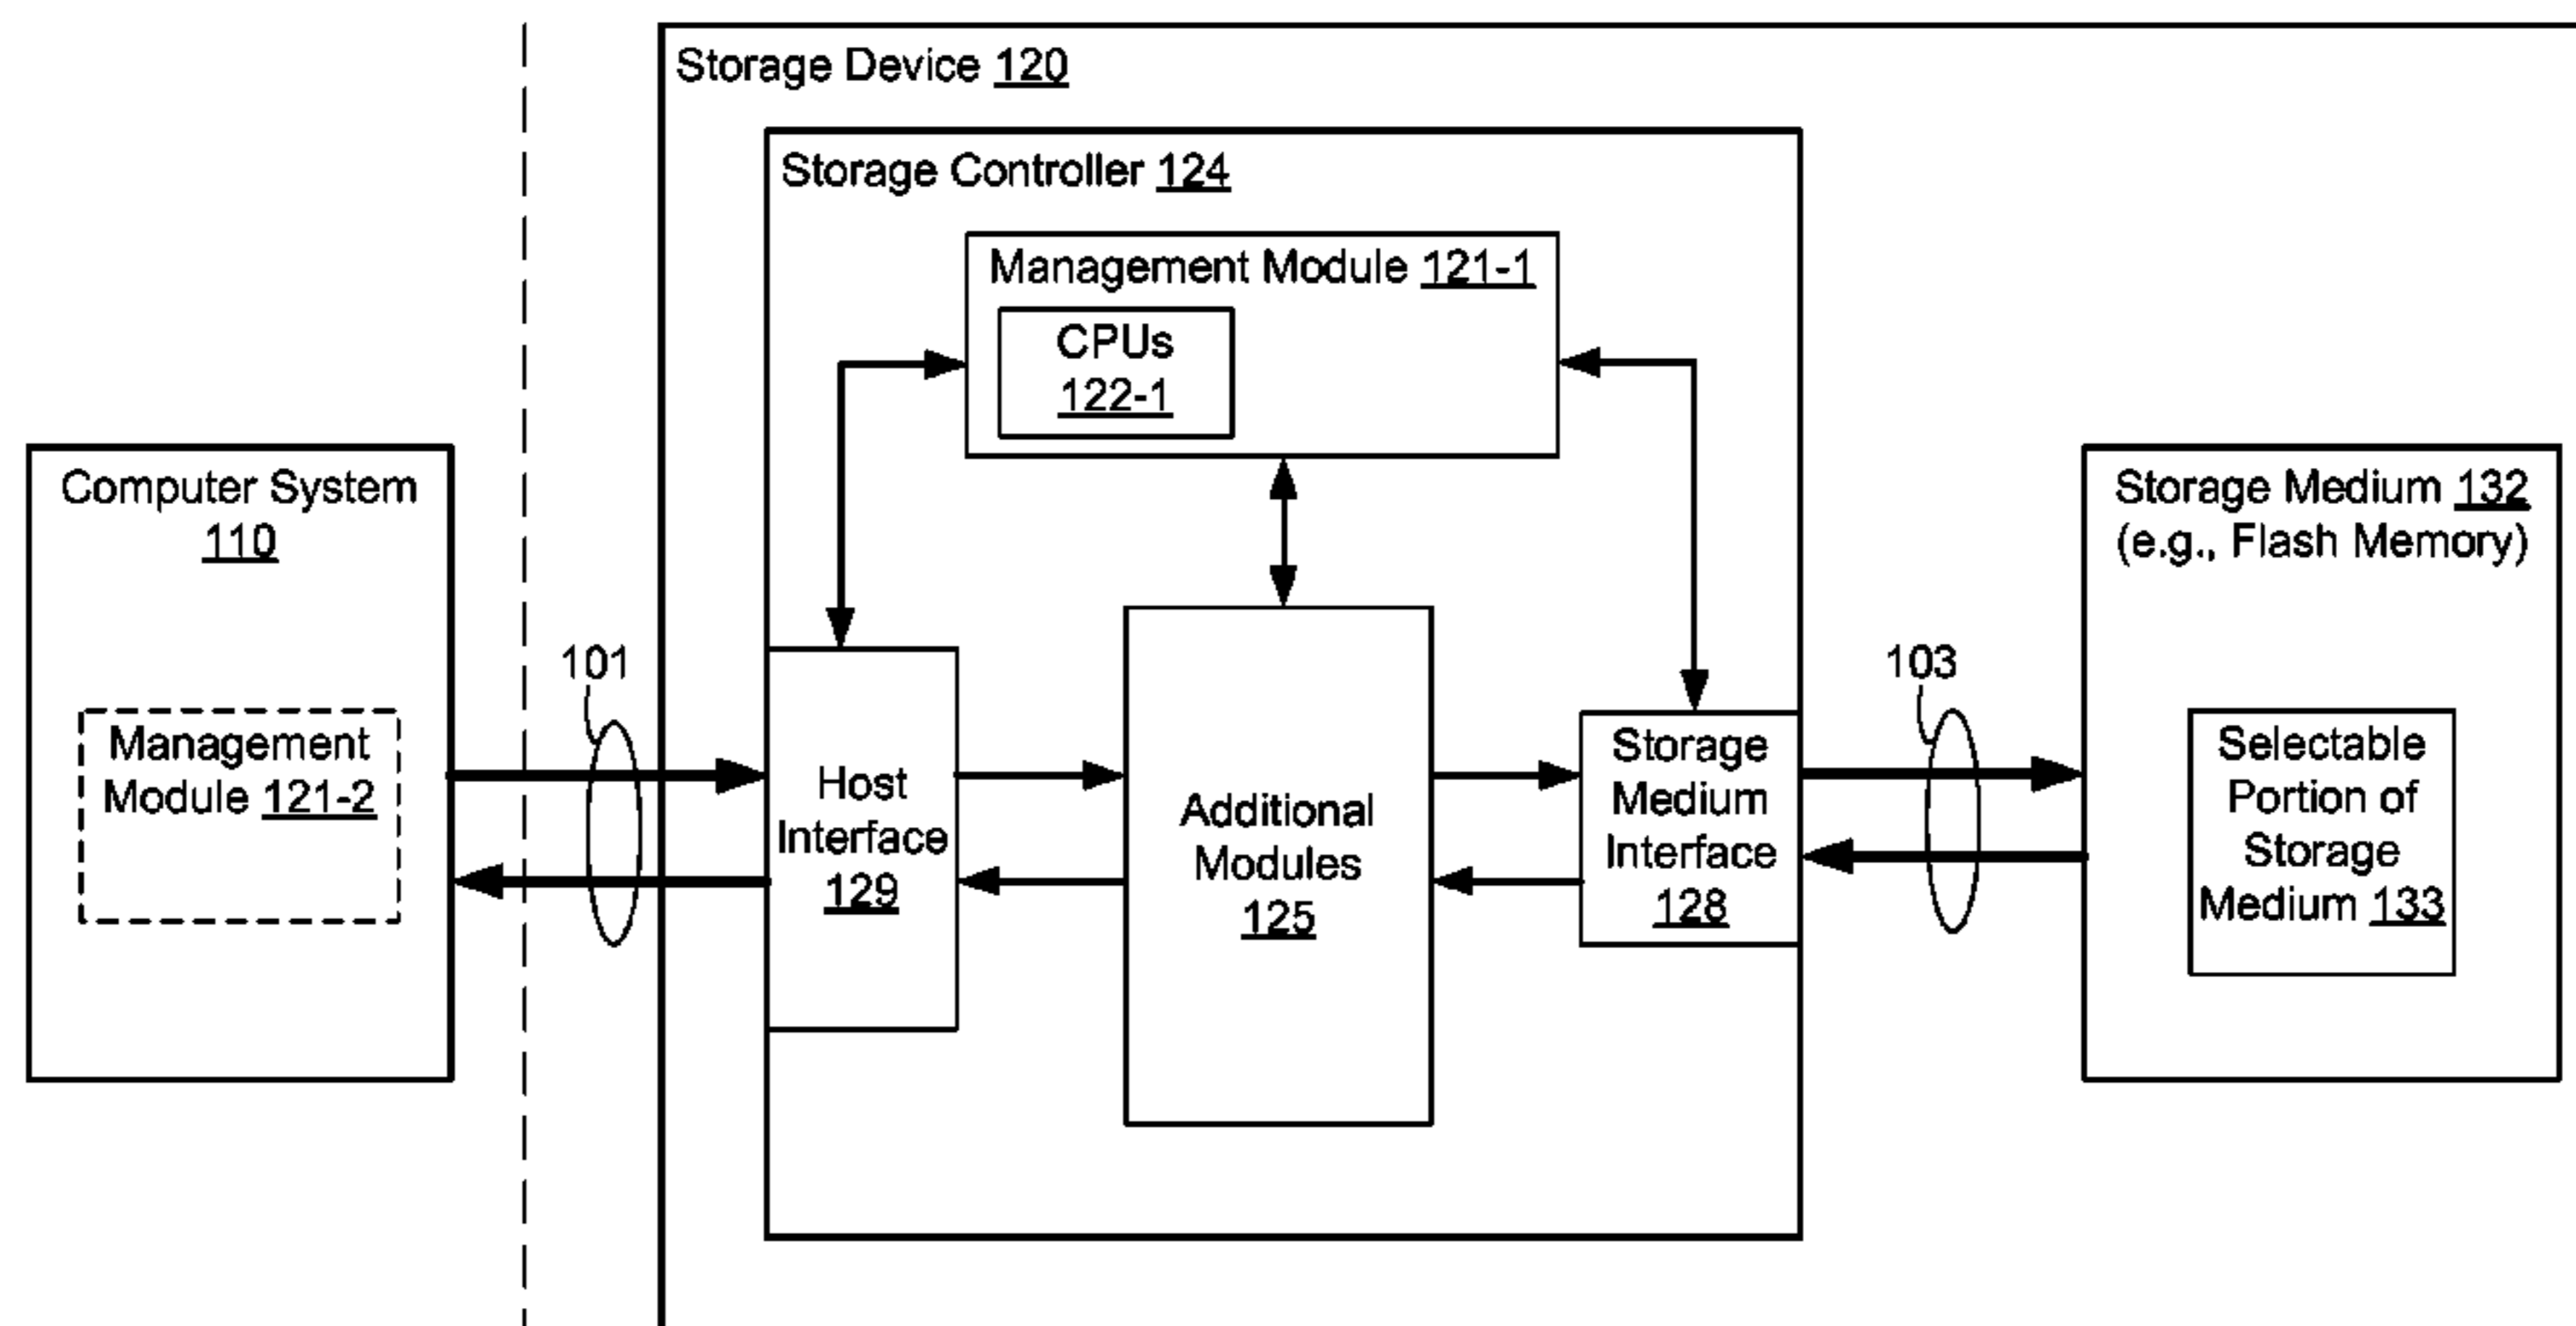 Storage Device 120
Storage Controller 124
Management Module 121-1
CPUs
122-1
Computer System
110
Management
Module 121-2
101
Host
Interface
129
Additional
Modules
125
Storage
Medium
Interface
128
103
Storage Medium 132
(e.g., Flash Memory)
Selectable
Portion of
Storage
Medium 133